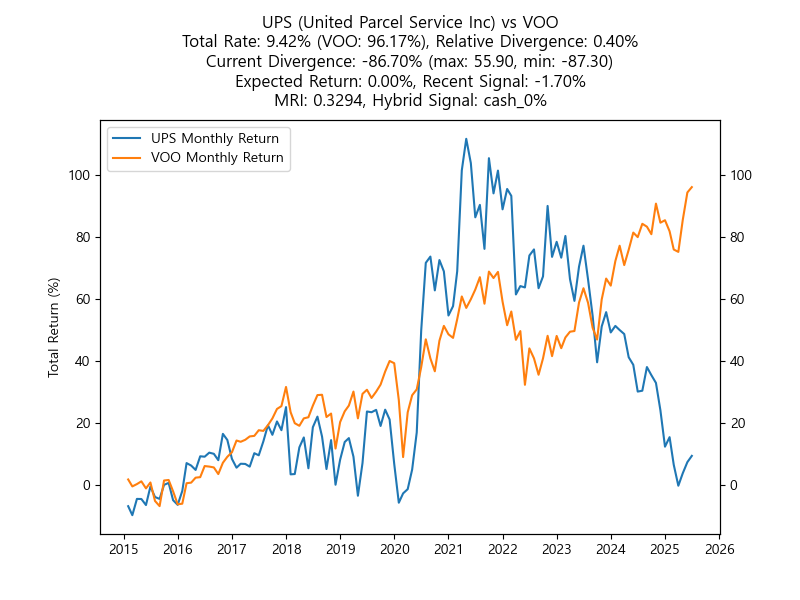 UPS (United Parcel Service Inc) vs VOO
Total Rate: 9.42% (VOO: 96.17%), Relative Divergence: 0.40%
Current Divergence: -86.70% (max: 55.90, min: -87.30)
Expected Return: 0.00%, Recent Signal: -1.70%
MRI: 0.3294, Hybrid Signal: cash_0%
UPS Monthly Return
VOO Monthly Return
Total Return (%)
100 100
80 80
60 60
40 40
20 20
0 0
2015 2016 2017 2018 2019 2020 2021 2022 2023 2024 2025 2026